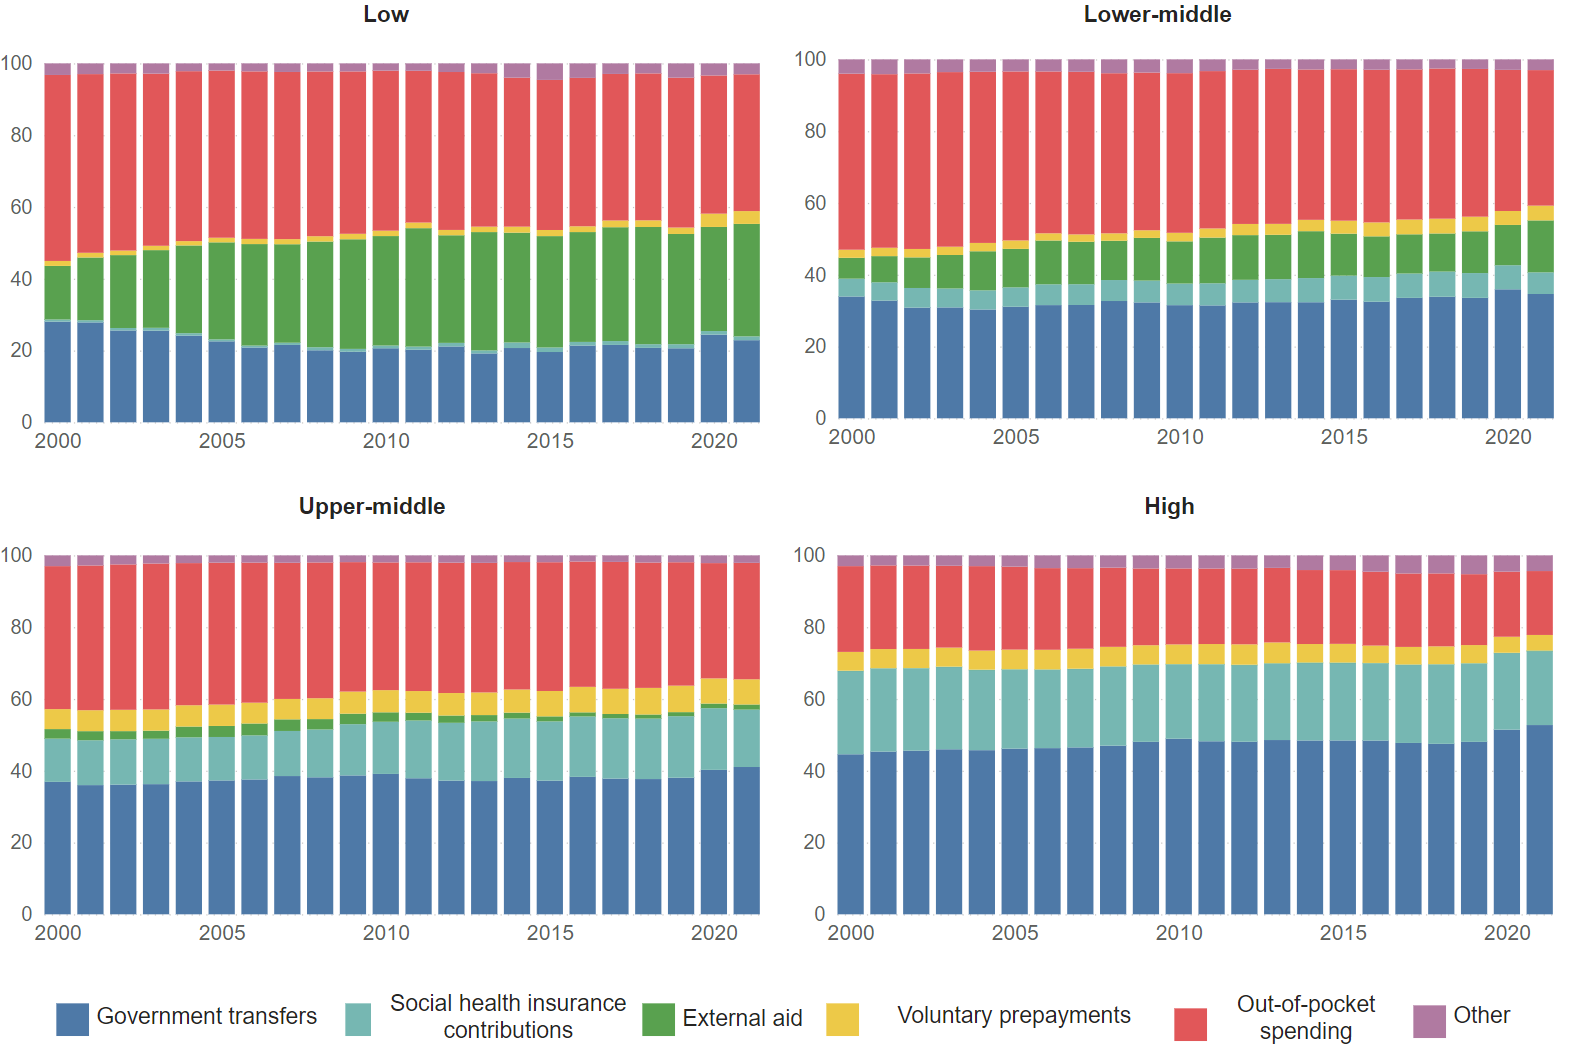 Low
Lower-middle
100
80
60
40
20
0
2000 2005 2010 2015 2020
100
80
60
40
20
0
2000 2005 2010 2015 2020
Upper-middle
High
100
80
60
40
20
0
2000 2005 2010 2015 2020
100
80
60
40
20
0
2000 2005 2010 2015 2020
Government transfers
Social health insurance
contributions
External aid
Voluntary prepayments
Out-of-pocket
spending
Other